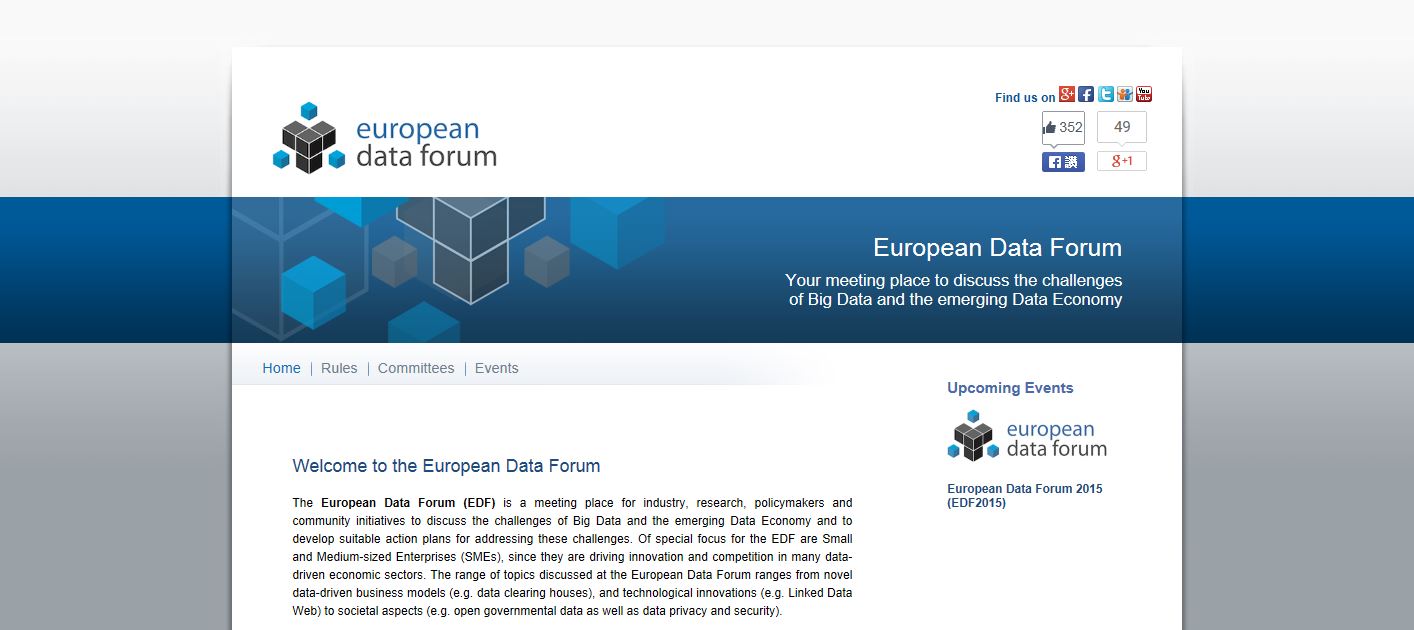 european
data forum
Find us on
You
Tube
352
49
讚
g+1
European Data Forum
Your meeting place to discuss the challenges
of Big Data and the emerging Data Economy
Home | Rules | Committees | Events
Upcoming Events
european
data forum
European Data Forum 2015
(EDF2015)
Welcome to the European Data Forum
The European Data Forum (EDF) is a meeting place for industry, research, policymakers and
community initiatives to discuss the challenges of Big Data and the emerging Data Economy and to
develop suitable action plans for addressing these challenges. Of special focus for the EDF are Small
and Medium-sized Enterprises (SMEs), since they are driving innovation and competition in many data-
driven economic sectors. The range of topics discussed at the European Data Forum ranges from novel
data-driven business models (e.g. data clearing houses), and technological innovations (e.g. Linked Data
Web) to societal aspects (e.g. open governmental data as well as data privacy and security).